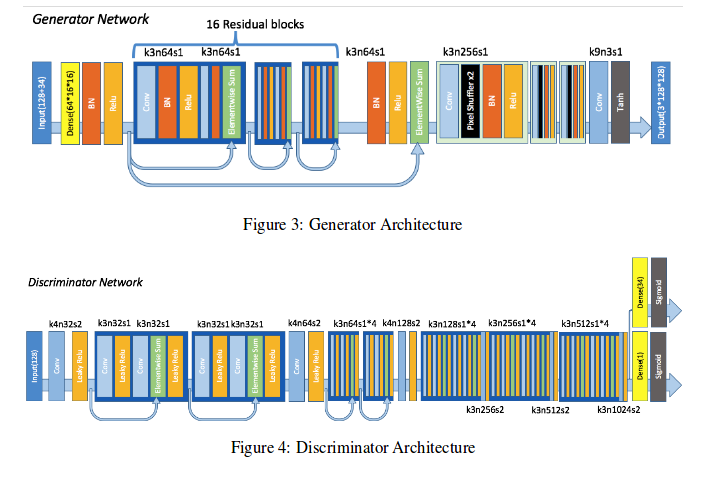 Generator Network
16 Residual blocks
k3n64s1 k3n64s1 k3n64s1 k3n256s1 k9n3s1
Input(128+34)
Dense(64*16*16)
BN
Relu
Conv
BN
Relu
Elementwise Sum
BN
Relu
ElementWise Sum
Conv
Pixel Shuffler x2
BN
Relu
Conv
Tanh
Output(3*128*128)
Figure 3: Generator Architecture
Discriminator Network
k4n32s2 k3n32s1 k3n32s1 k3n32s1 k3n32s1 k4n64s2 k3n64s1*4 k4n128s2 k3n128s1*4 k3n256s1*4 k3n512s1*4
Dense(34)
Sigmoid
Input(128)
Conv
Leaky Relu
Conv
Leaky Relu
Conv
Elementwise Sum
Leaky Relu
Conv
Leaky Relu
Conv
Elementwise Sum
Leaky Relu
Conv
Leaky Relu
Dense(1)
Sigmoid
k3n256s2 k3n512s2 k3n1024s2
Figure 4: Discriminator Architecture